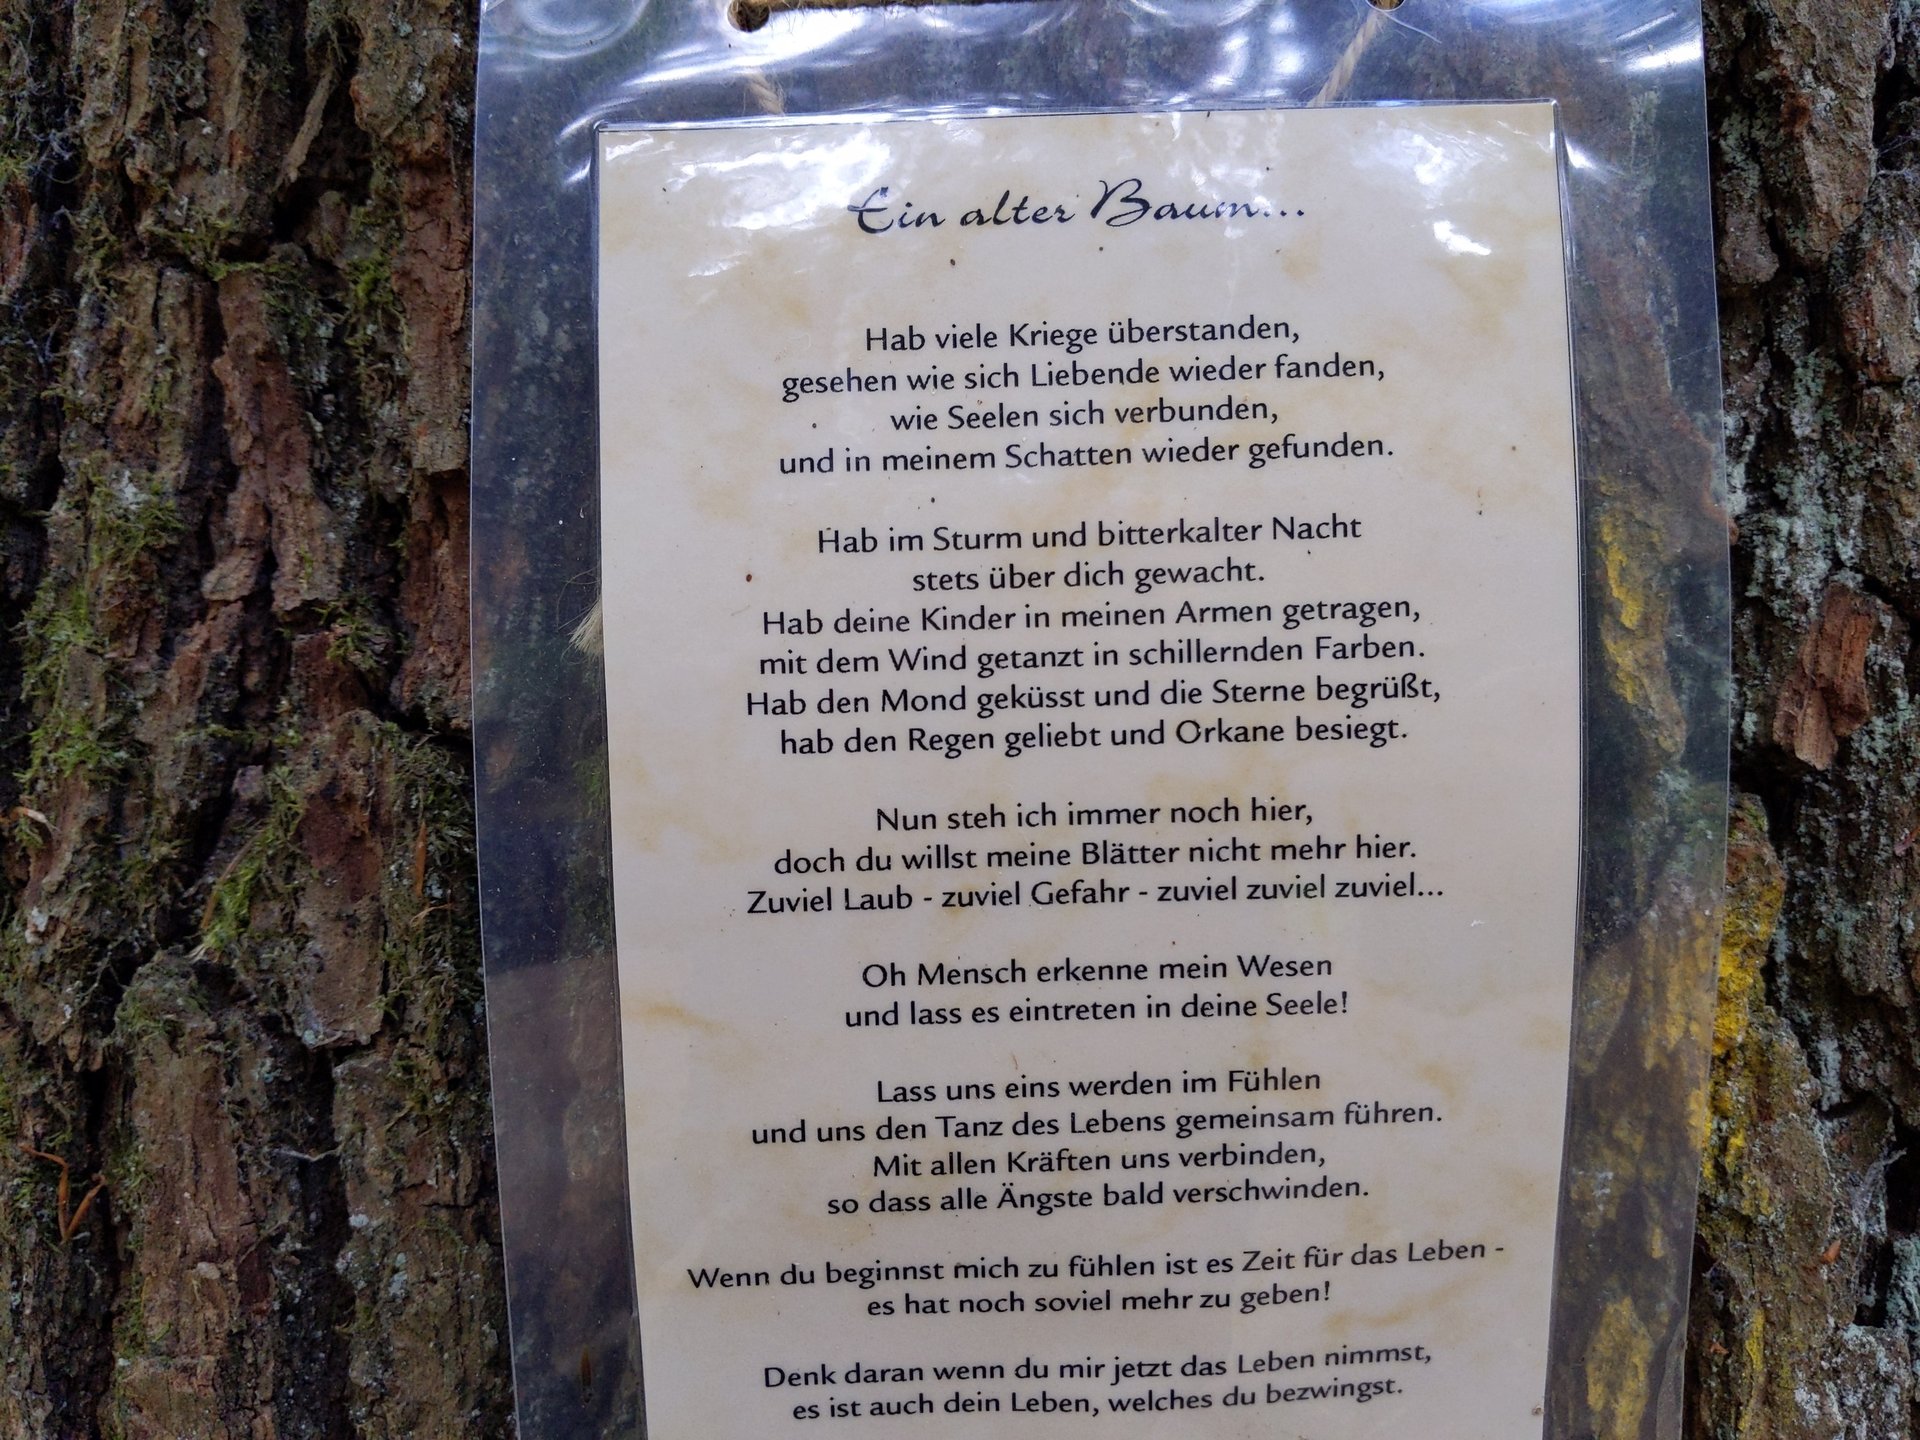 Ein alter Baum...
Hab viele Kriege überstanden,
gesehen wie sich Liebende wieder fanden,
wie Seelen sich verbunden,
und in meinem Schatten wieder gefunden.
Hab im Sturm und bitterkalter Nacht
stets über dich gewacht.
Hab deine Kinder in meinen Armen getragen,
mit dem Wind getanzt in schillernden Farben.
Hab den Mond geküsst und die Sterne begrüßt,
hab den Regen geliebt und Orkane besiegt.
Nun steh ich immer noch hier,
doch du willst meine Blätter nicht mehr hier.
Zuviel Laub - zuviel Gefahr - zuviel zuviel zuviel...
Oh Mensch erkenne mein Wesen
und lass es eintreten in deine Seele!
Lass uns eins werden im Fühlen
und uns den Tanz des Lebens gemeinsam führen.
Mit allen Kräften uns verbinden,
so dass alle Ängste bald verschwinden.
Wenn du beginnst mich zu fühlen ist es Zeit für das Leben -
es hat noch soviel mehr zu geben!
Denk daran wenn du mir jetzt das Leben nimmst,
es ist auch dein Leben, welches du bezwingst.